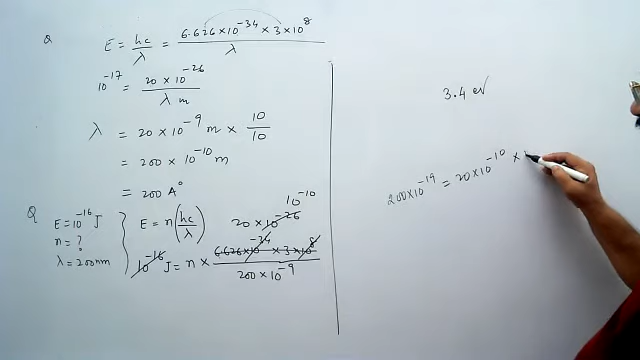 Q
E = hc/λ = 6.626×10^-34 × 3×10^8 / λ
10^-17 = 20 × 10^-26 / λ m
λ = 20 × 10^-9 m × 10/10
= 200 × 10^-10 m
= 200 A°
Q
E = 10^-16 J
n = ?
λ = 200nm
E = n(hc/λ)
20 × 10^-26 10^-10
10^-16 J = n × 6.626×10^-34 × 3×10^8 / 200 × 10^-9
3.4 eV
200×10^-19 = 20×10^-10 ×